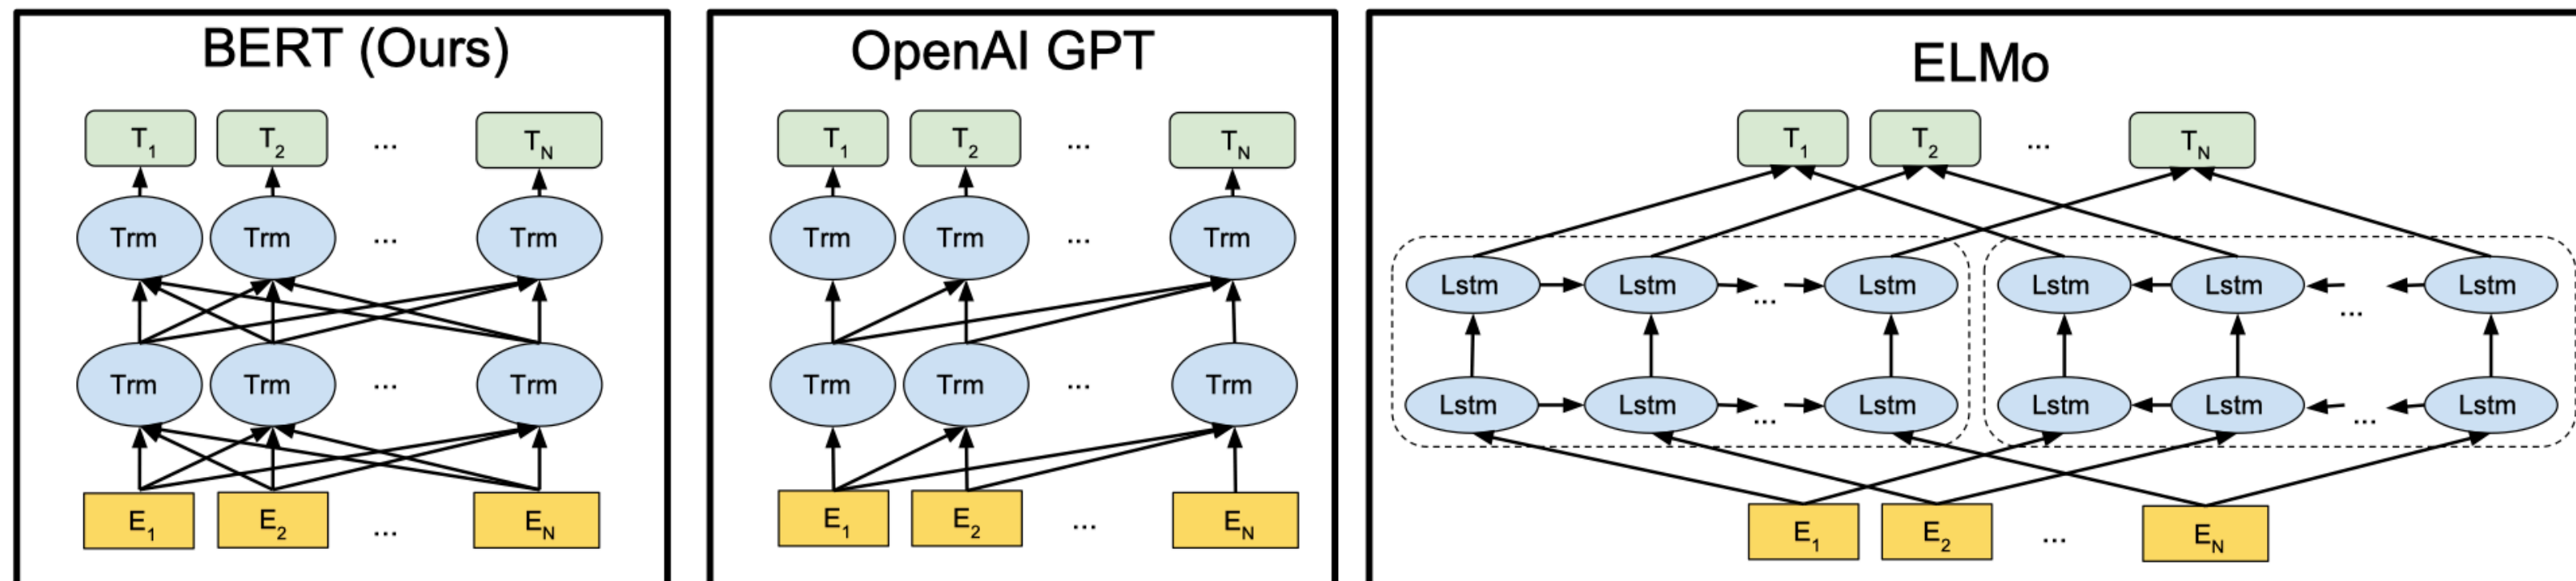 BERT (Ours)
T1 T2 ... TN
Trm Trm ... Trm
Trm Trm ... Trm
E1 E2 ... EN
OpenAI GPT
T1 T2 ... TN
Trm Trm ... Trm
Trm Trm ... Trm
E1 E2 ... EN
ELMo
T1 T2 ... TN
Lstm Lstm ... Lstm Lstm Lstm ... Lstm
Lstm Lstm ... Lstm Lstm Lstm ... Lstm
E1 E2 ... EN